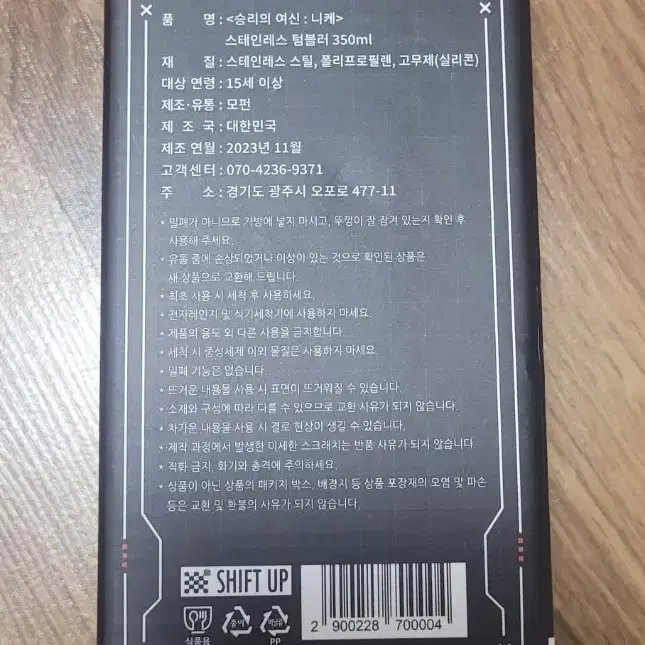 품 명 : <승리의 여신 : 니케>
스테인레스 텀블러 350ml
재 질 : 스테인레스 스틸, 폴리프로필렌, 고무제(실리콘)
대상 연령 : 15세 이상
제조·유통 : 모펀
제 조 국 : 대한민국
제조 연월 : 2023년 11월
고객센터 : 070-4236-9371
주 소 : 경기도 광주시 오포로 477-11
* 밀폐가 아니므로 가방에 넣지 마시고, 뚜껑이 잘 잠겨 있는지 확인 후
사용해 주세요.
* 유통 중에 손상되었거나 이상이 있는 것으로 확인된 상품은
새 상품으로 교환해 드립니다.
* 최초 사용 시 세척 후 사용하세요.
* 전자레인지 및 식기세척기에 사용하지 마세요.
* 제품의 용도 외 다른 사용을 금지합니다.
* 세척 시 중성세제 이외 물질은 사용하지 마세요.
* 밀폐 기능은 없습니다.
* 뜨거운 내용물 사용 시 표면이 뜨거워질 수 있습니다.
* 소재와 구성에 따라 다를 수 있으므로 교환 사유가 되지 않습니다.
* 차가운 내용물 사용 시 결로 현상이 생길 수 있습니다.
* 제작 과정에서 발생한 미세한 스크래치는 반품 사유가 되지 않습니다.
* 직화 금지, 화기와 충격에 주의하세요.
* 상품이 아닌 상품의 패키지 박스, 배경지 등 상품 포장재의 오염 및 파손
등은 교환 및 환불의 사유가 되지 않습니다.
SHIFT UP
식품용
종이
비닐류
PP
2 900228 700004